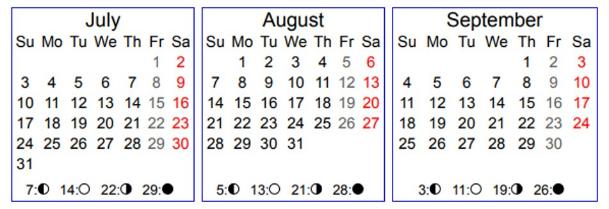 July
Su Mo Tu We Th Fr Sa
1 2
3 4 5 6 7 8 9
10 11 12 13 14 15 16
17 18 19 20 21 22 23
24 25 26 27 28 29 30
31
7:🌓 14:🌕 22:🌗 29:🌑
August
Su Mo Tu We Th Fr Sa
1 2 3 4 5 6
7 8 9 10 11 12 13
14 15 16 17 18 19 20
21 22 23 24 25 26 27
28 29 30 31
5:🌓 13:🌕 21:🌗 28:🌑
September
Su Mo Tu We Th Fr Sa
1 2 3
4 5 6 7 8 9 10
11 12 13 14 15 16 17
18 19 20 21 22 23 24
25 26 27 28 29 30
3:🌓 11:🌕 19:🌗 26:🌑